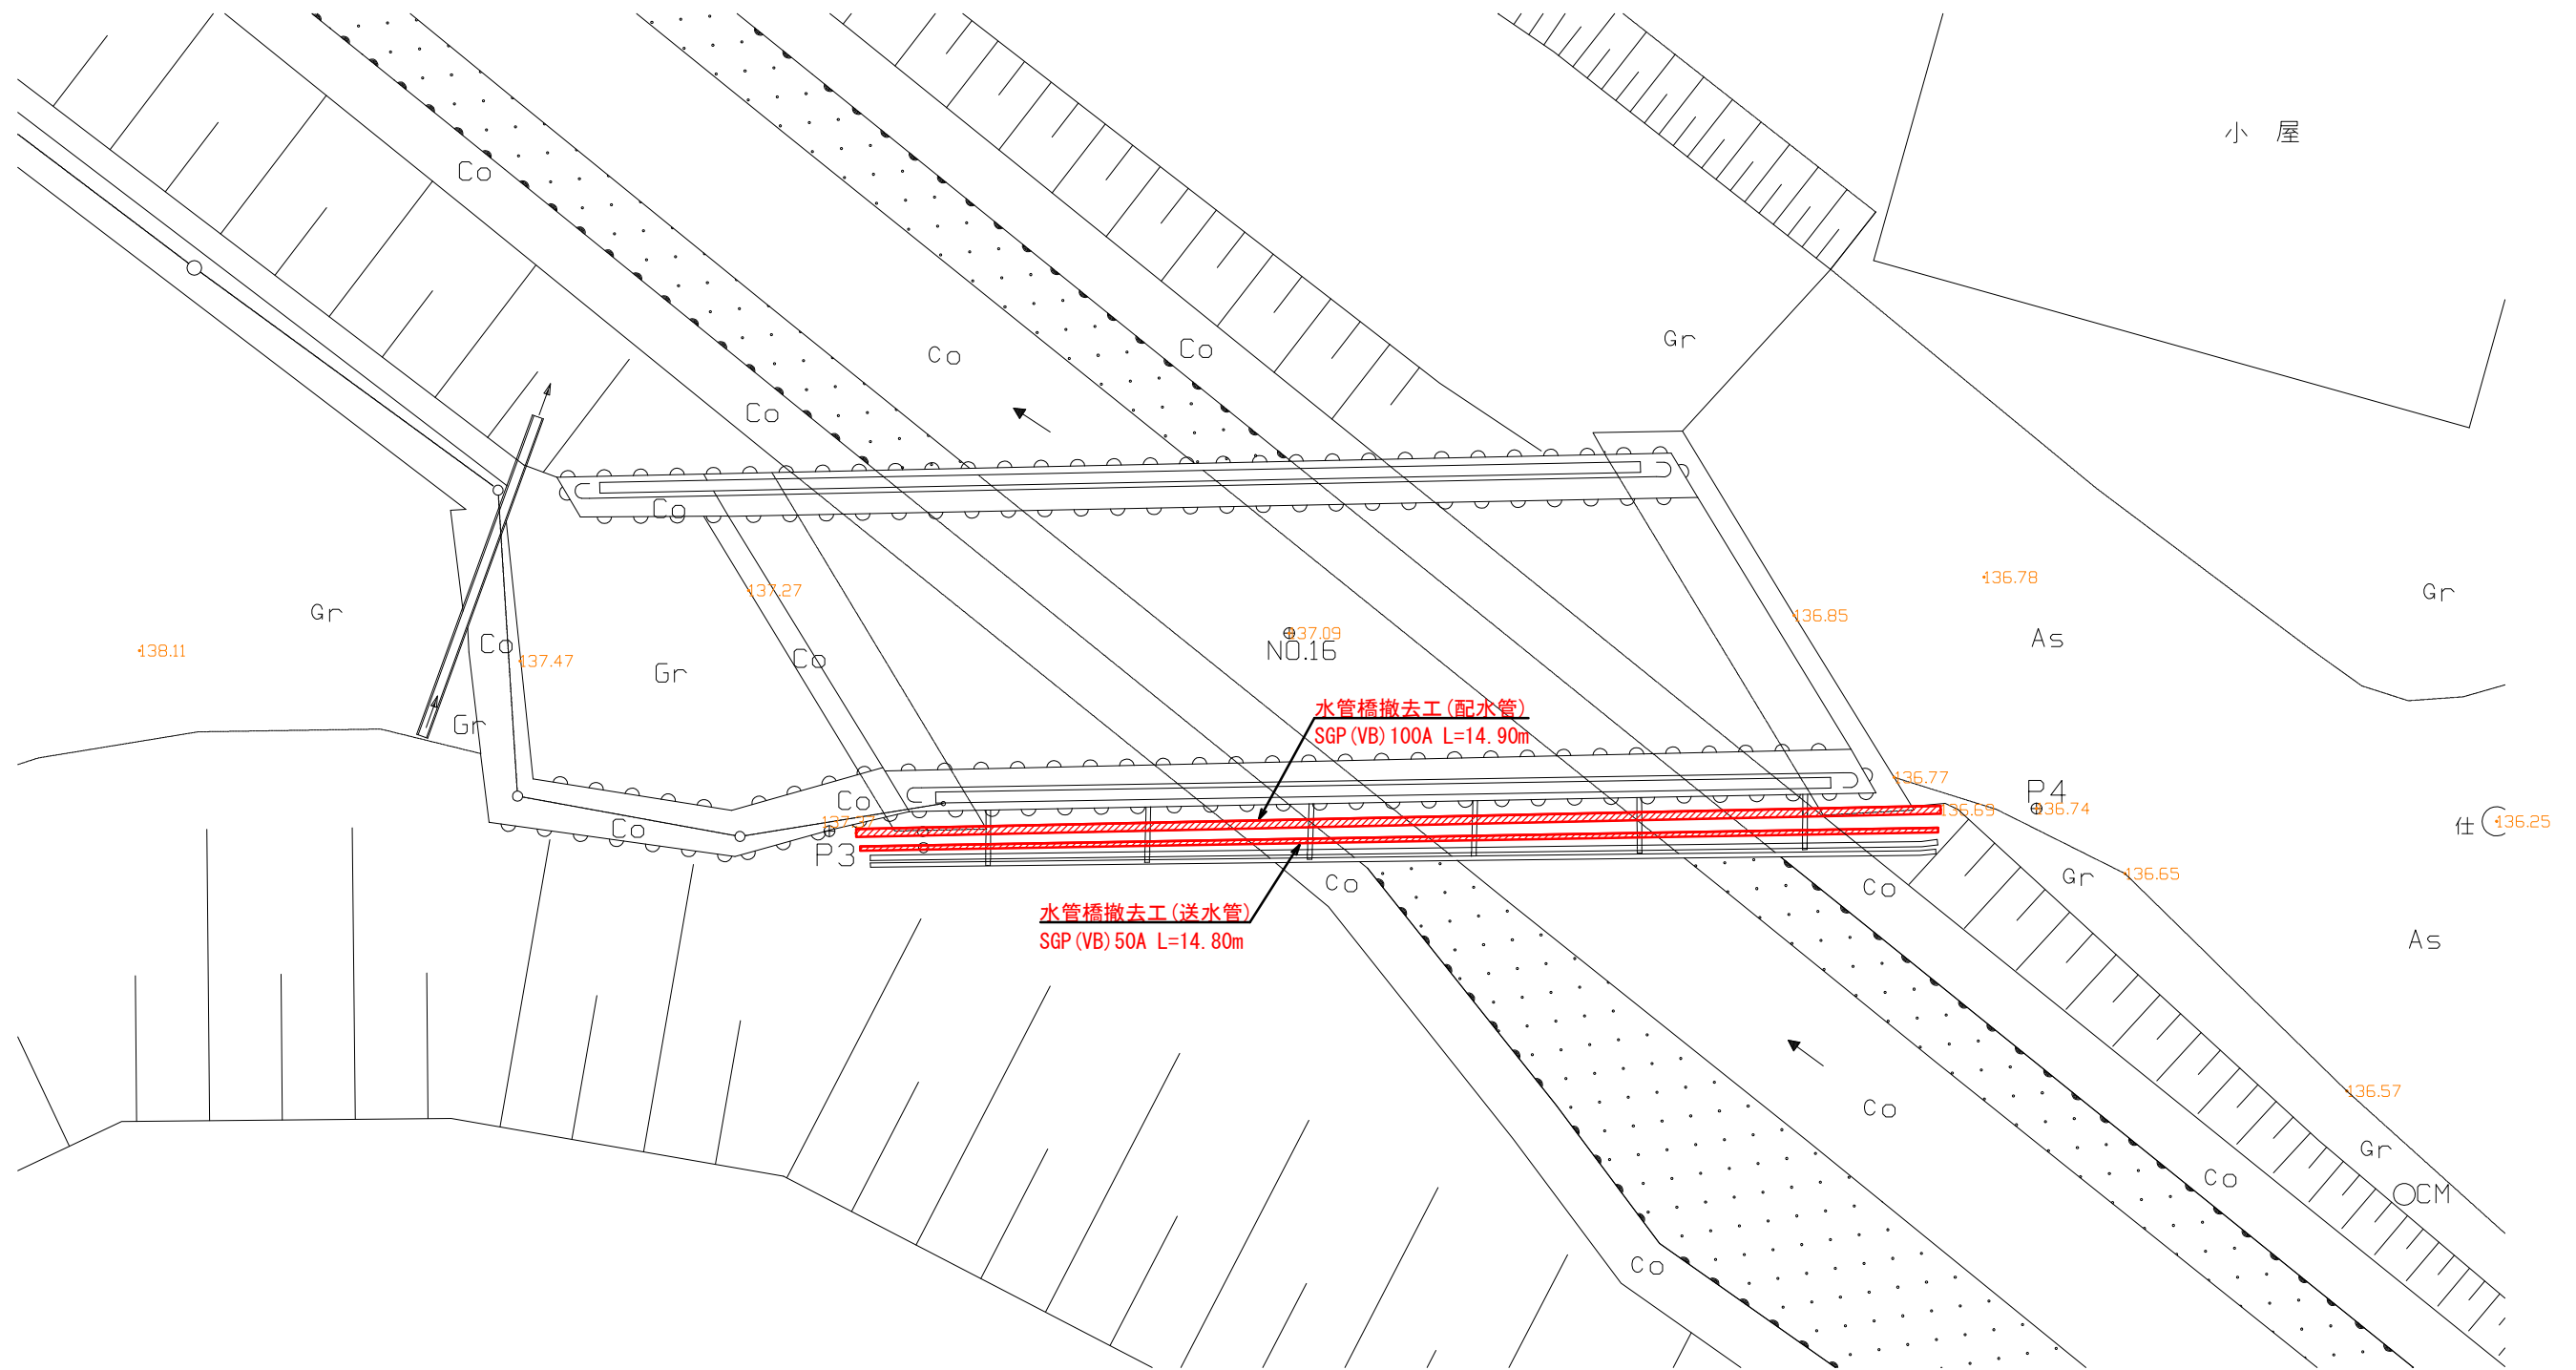 小　屋
Co
Co
Gr
Co
Co
Co
136.78
137.27
Gr
Gr
136.85
137.09
As
Co
NO.16
138.11
137.47
Co
Gr
水管橋撤去工(配水管)
Gr
SGP(VB)100A L=14.90m
136.77
P4
Co
136.69
136.74
137.37
仕
136.25
Co
P3
Co
136.65
Gr
Co
水管橋撤去工(送水管)
SGP(VB)50A L=14.80m
As
136.57
Co
Gr
Co
CM
Co